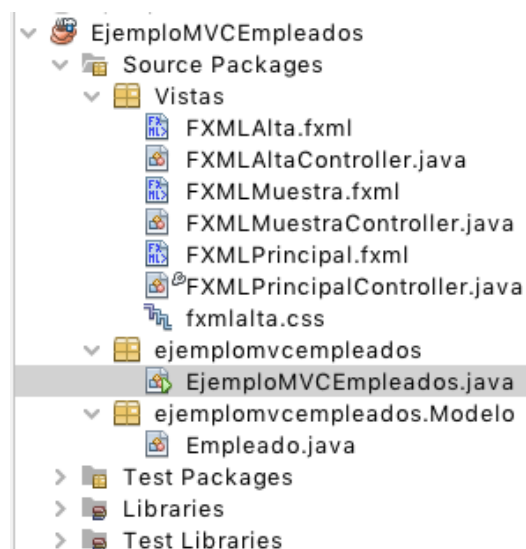 EjemploMVCEmpleados
Source Packages
Vistas
FXMLAlta.fxml
FXMLAltaController.java
FXMLMuestra.fxml
FXMLMuestraController.java
FXMLPrincipal.fxml
FXMLPrincipalController.java
fxmlalta.css
ejemplomvcempleados
EjemploMVCEmpleados.java
ejemplomvcempleados.Modelo
Empleado.java
Test Packages
Libraries
Test Libraries